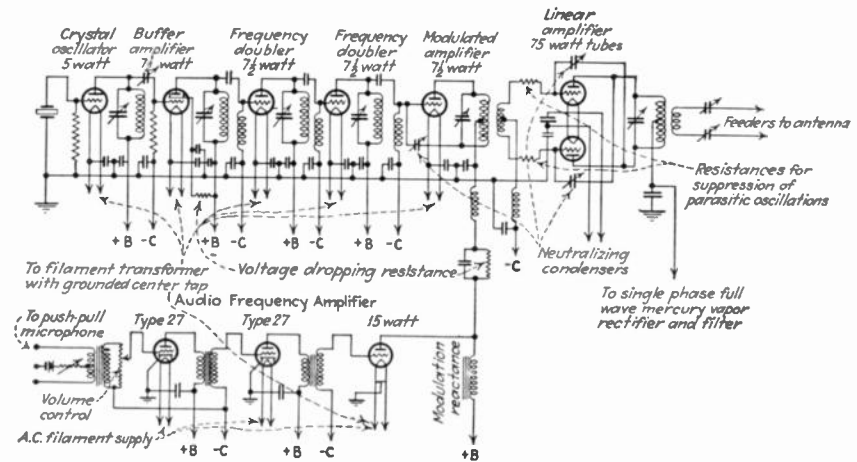 Crystal
oscillator
5 watt
Buffer
amplifier
7½ watt
Frequency
doubler
7½ watt
Frequency
doubler
7½ watt
Modulated
amplifier
7½ watt
Linear
amplifier
75 watt tubes
Feeders to antenna
Resistances for
suppression of
parasitic oscillations
Neutralizing
condensers
+B -C +B -C +B -C +B -C
-C
To filament transformer
with grounded center tap
Voltage dropping resistance
To single phase full
wave mercury vapor
rectifier and filter
Audio Frequency Amplifier
To push-pull
microphone
Type 27
Type 27
15 watt
Volume
control
Modulation
reactance
A.C. filament supply
+B -C +B -C
+B